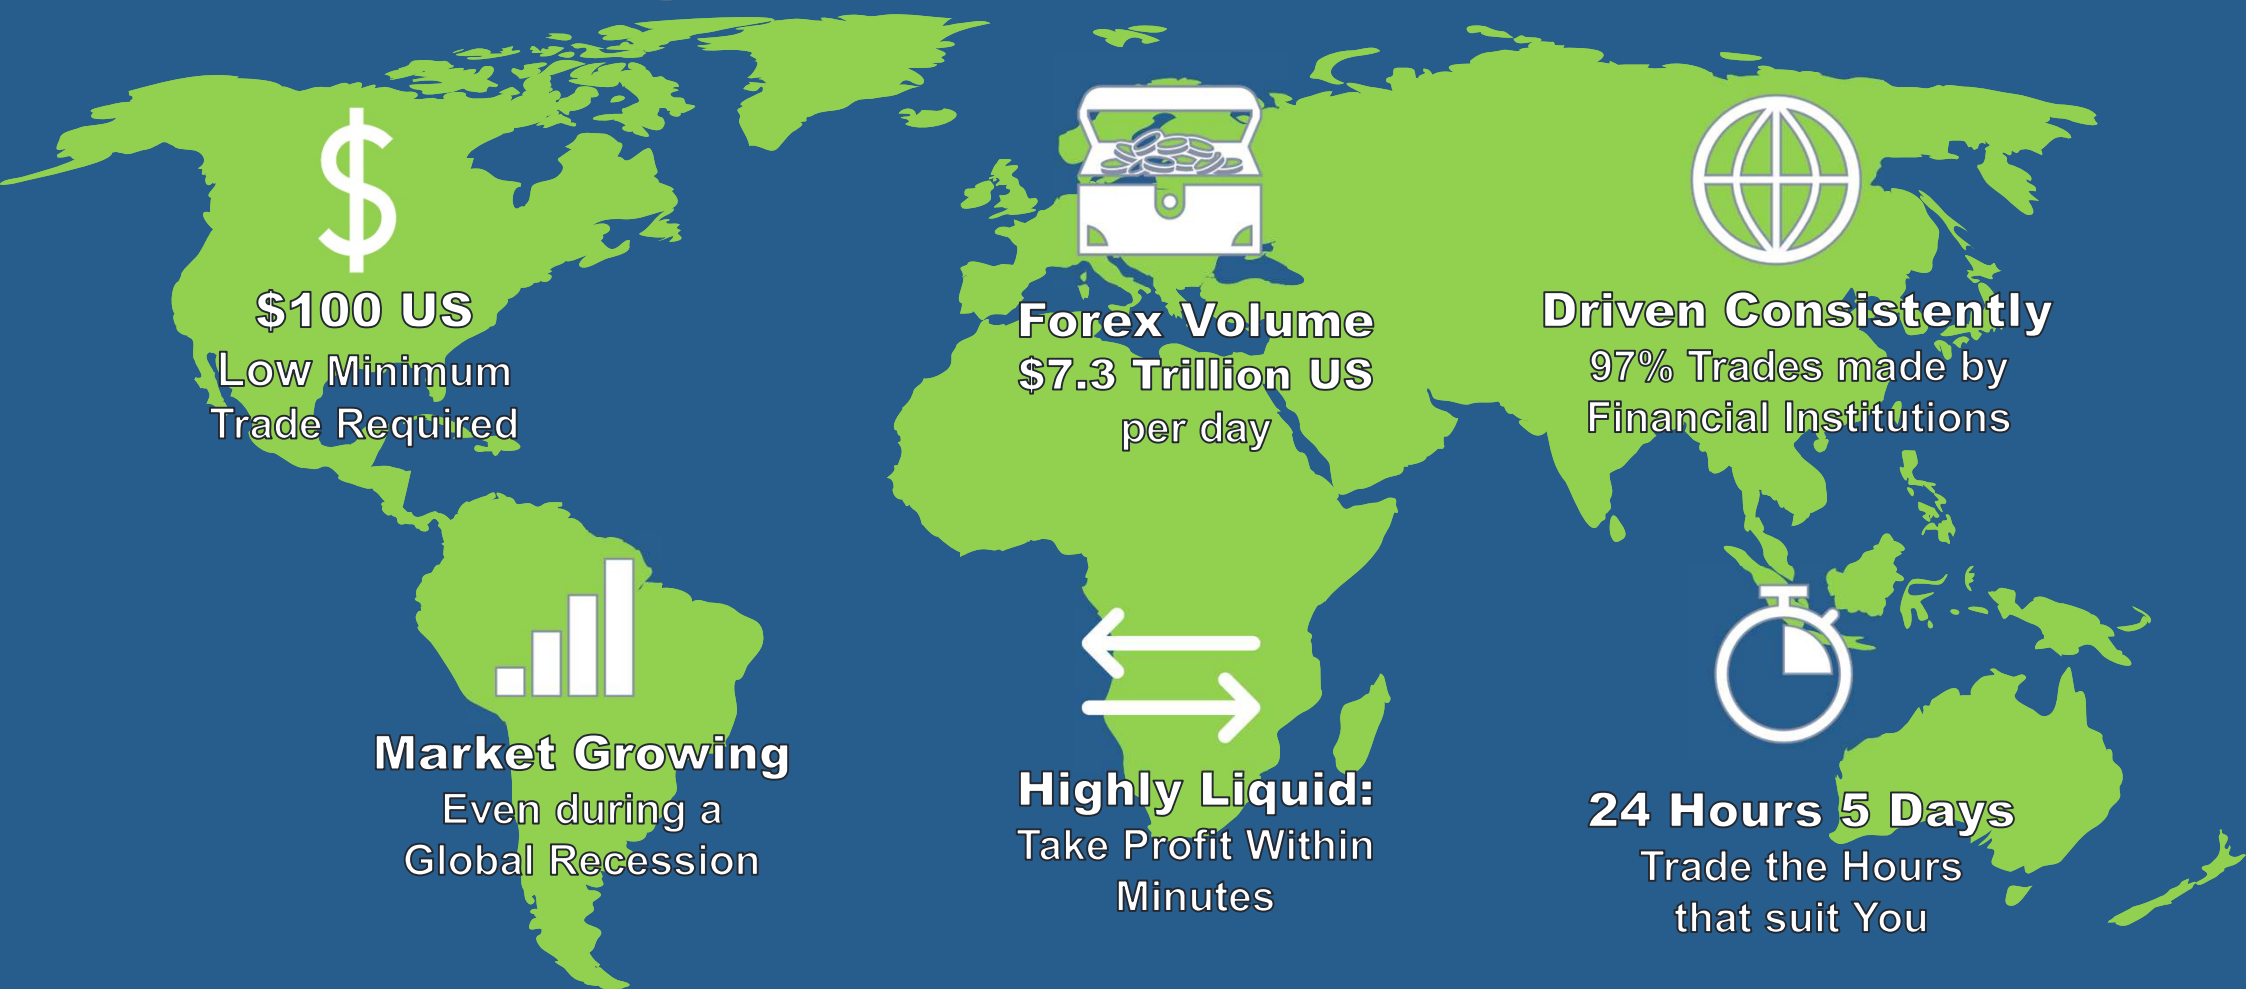 $100 US
Low Minimum
Trade Required
Forex Volume
$7.3 Trillion US
per day
Driven Consistently
97% Trades made by
Financial Institutions
Market Growing
Even during a
Global Recession
Highly Liquid:
Take Profit Within
Minutes
24 Hours 5 Days
Trade the Hours
that suit You